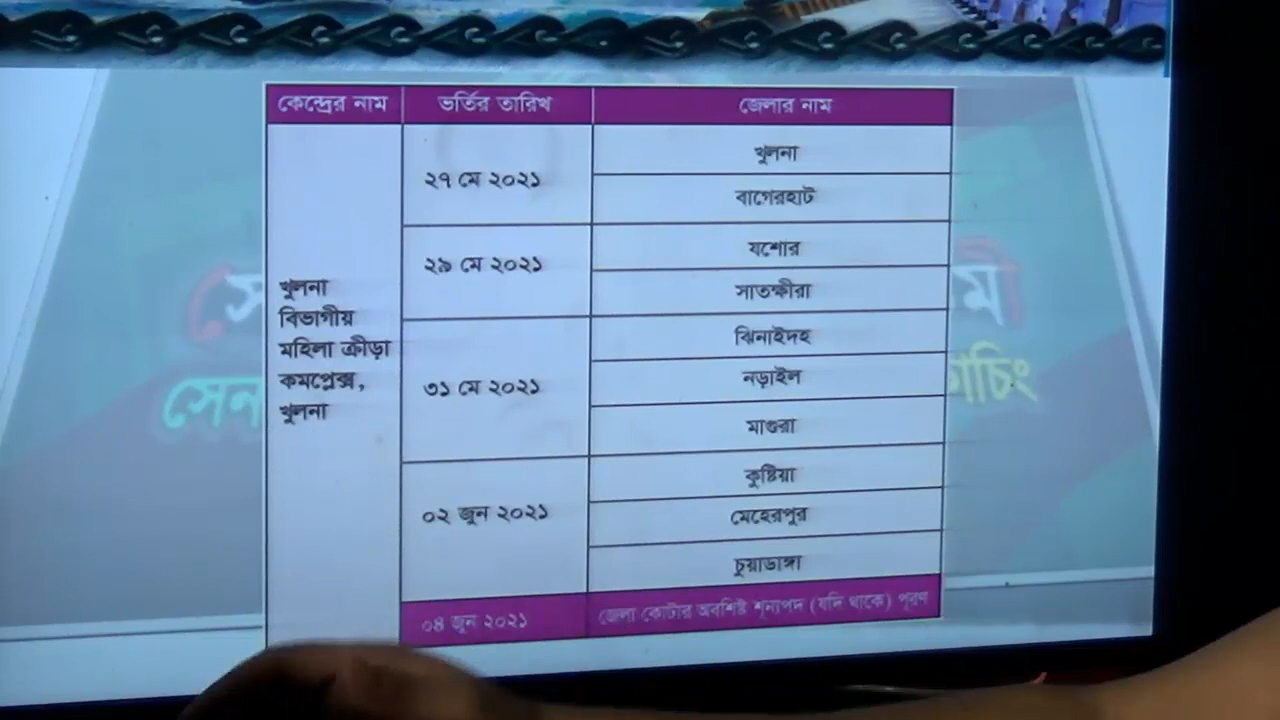 কেন্দ্রের নাম ভর্তির তারিখ জেলার নাম
খুলনা
বিভাগীয়
মহিলা ক্রীড়া
কমপ্লেক্স,
খুলনা
২৭ মে ২০২১
খুলনা
বাগেরহাট
২৯ মে ২০২১
যশোর
সাতক্ষীরা
৩১ মে ২০২১
ঝিনাইদহ
নড়াইল
মাগুরা
০২ জুন ২০২১
কুষ্টিয়া
মেহেরপুর
চুয়াডাঙ্গা
০৪ জুন ২০২১ জেলা কোটার অবশিষ্ট শূন্যপদ (যদি থাকে) পূরণ